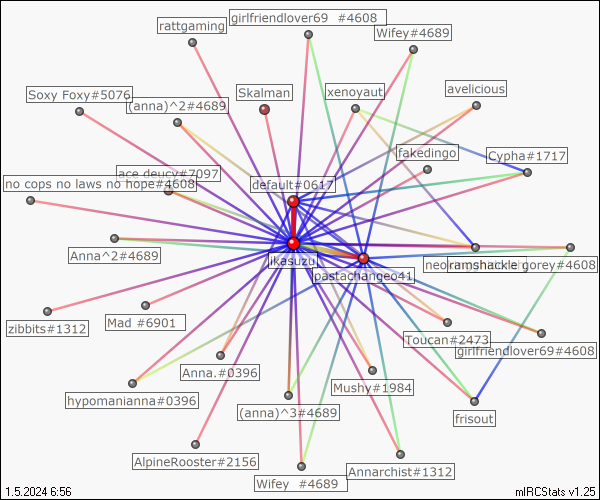 girlfriendlover69 #4608
rattgaming
Wifey#4689
Soxy Foxy#5076
Skalman
xenoyaut
avelicious
(anna)^2#4689
fakedingo
Cypha#1717
ace deucy#7097
no cops no laws no hope#4608
default#0617
Anna^2#4689
ikasuzu
ramshackle gorey#4608
pastachangeo41
zibbits#1312
Mad #6901
Toucan#2473
girlfriendlover69#4608
Anna.#0396
Mushy#1984
hypomanianna#0396
(anna)^3#4689
frisout
AlpineRooster#2156
Annarchist#1312
Wifey #4689
1.5.2024 6:56
mIRCStats v1.25